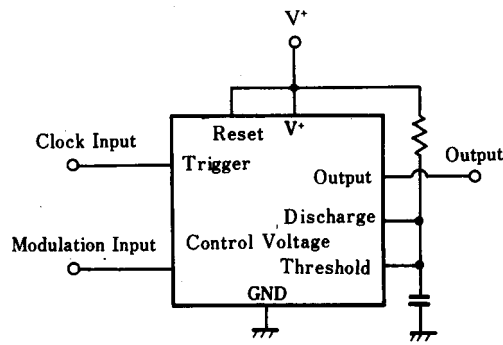 V⁺
Reset V⁺
Clock Input
Trigger
Output
Output
Discharge
Modulation Input
Control Voltage
Threshold
GND